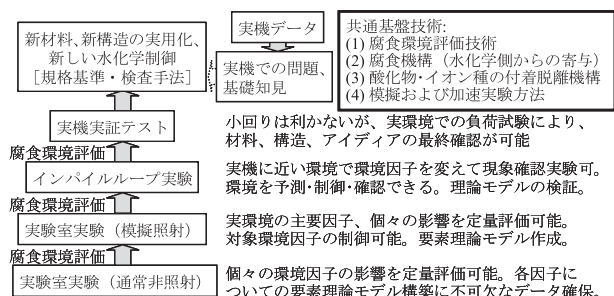 実機データ
新材料、新構造の実用化、
新しい水化学制御
[規格基準・検査手法]
実機での問題、
基礎知見
共通基盤技術:
(1) 腐食環境評価技術
(2) 腐食機構（水化学側からの寄与）
(3) 酸化物・イオン種の付着脱離機構
(4) 模擬および加速実験方法
実機実証テスト
小回りは利かないが、実環境での負荷試験により、
材料、構造、アイディアの最終確認が可能
腐食環境評価
インパイルループ実験
実機に近い環境で環境因子を変えて現象確認実験可。
環境を予測・制御・確認できる。理論モデルの検証。
腐食環境評価
実験室実験（模擬照射）
実環境の主要因子、個々の影響を定量評価可能。
対象環境因子の制御可能。要素理論モデル作成。
腐食環境評価
実験室実験（通常非照射）
個々の環境因子の影響を定量評価可能。各因子に
ついての要素理論モデル構築に不可欠なデータ確保。